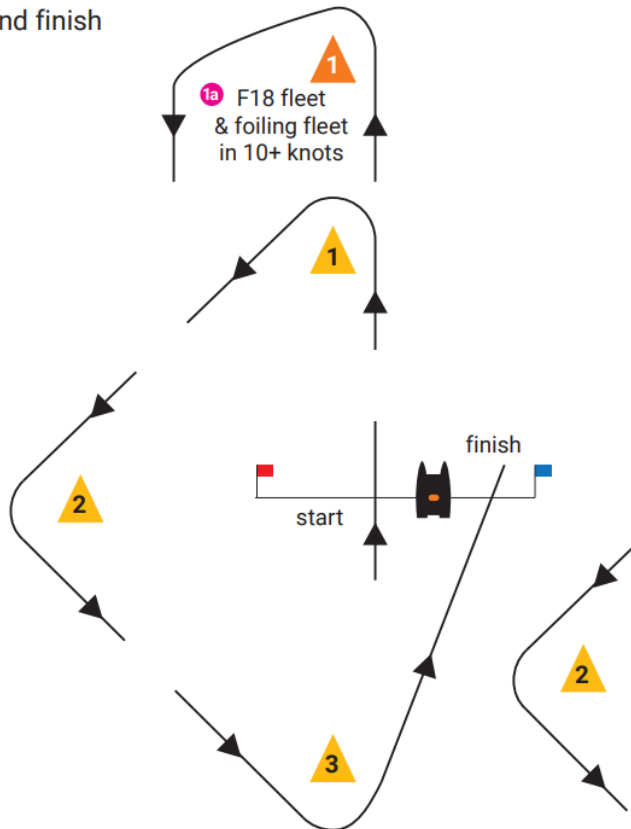 nd finish
1
1a F18 fleet
& foiling fleet
in 10+ knots
1
finish
2
start
2
3